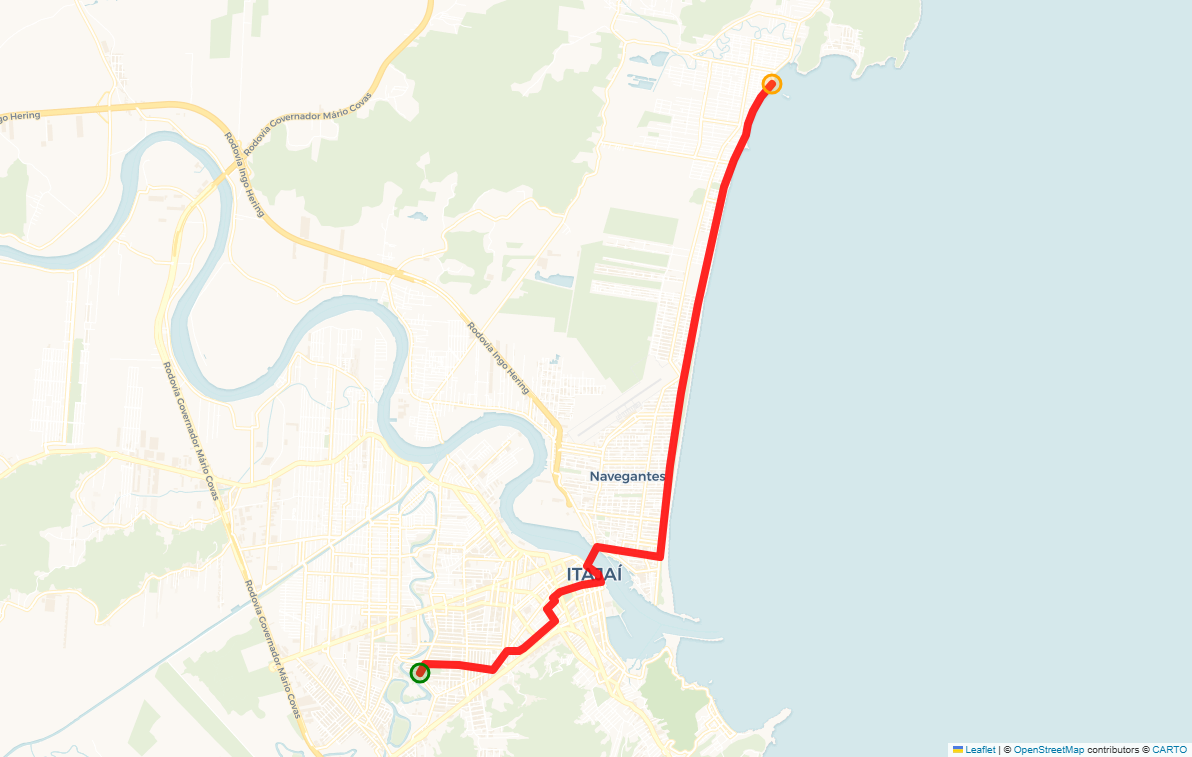 Rodovia Governador Mário Covas
go Hering
Rodovia Ingo Hering
Rodovia Ingo Hering
Rodovia Governador Mário Covas
Navegantes
ITAJAÍ
Rodovia Governador Mário Covas
Leaflet | © OpenStreetMap contributors © CARTO